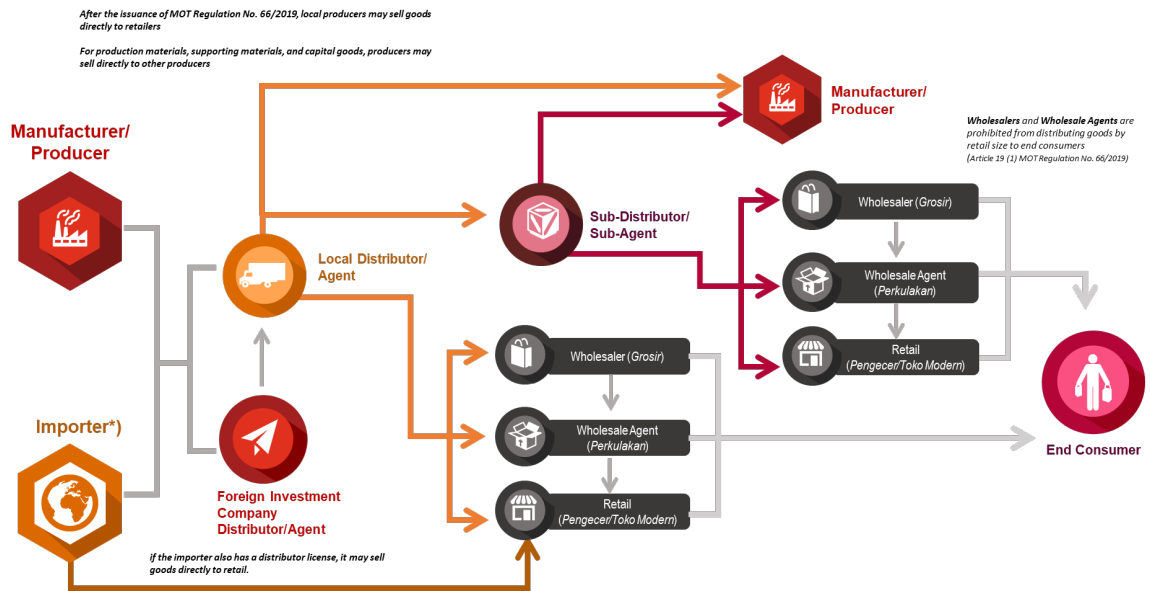 After the issuance of MOT Regulation No. 66/2019, local producers may sell goods
directly to retailers
For production materials, supporting materials, and capital goods, producers may
sell directly to other producers
Manufacturer/
Producer
Wholesalers and Wholesale Agents are
prohibited from distributing goods by
retail size to end consumers
(Article 19 (1) MOT Regulation No. 66/2019)
Manufacturer/
Producer
Wholesaler (Grosir)
Sub-Distributor/
Sub-Agent
Local Distributor/
Agent
Wholesale Agent
(Perkulakan)
Retail
(Pengecer/Toko Modern)
Wholesaler (Grosir)
Importer*)
Wholesale Agent
(Perkulakan)
End Consumer
Foreign Investment
Company
Distributor/Agent
Retail
(Pengecer/Toko Modern)
if the importer also has a distributor license, it may sell
goods directly to retail.